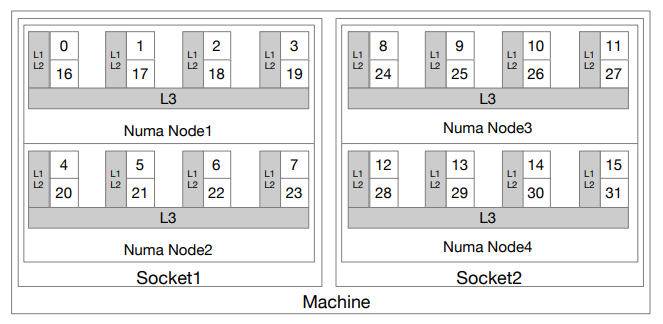 L1 0 L1 1 L1 2 L1 3
L2 16 L2 17 L2 18 L2 19
L3
Numa Node1
L1 4 L1 5 L1 6 L1 7
L2 20 L2 21 L2 22 L2 23
L3
Numa Node2
Socket1
L1 8 L1 9 L1 10 L1 11
L2 24 L2 25 L2 26 L2 27
L3
Numa Node3
L1 12 L1 13 L1 14 L1 15
L2 28 L2 29 L2 30 L2 31
L3
Numa Node4
Socket2
Machine